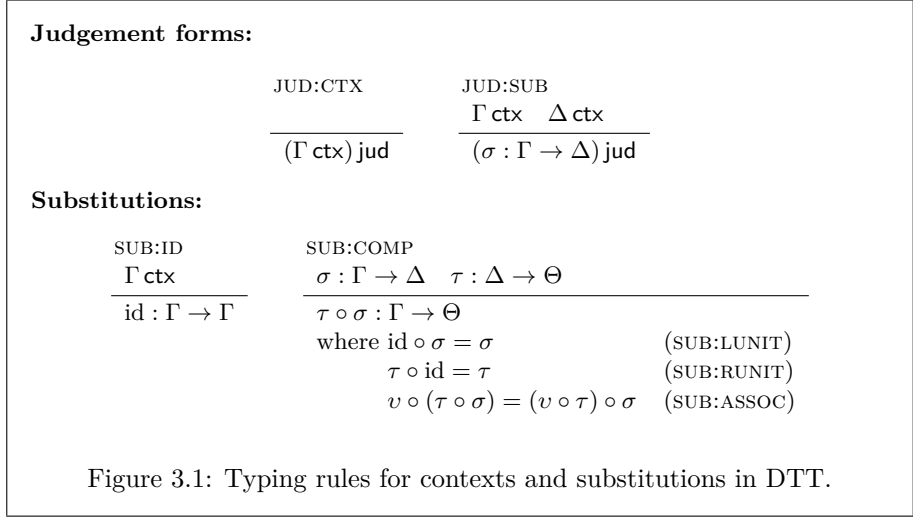 Judgement forms:
JUD:CTX JUD:SUB
Γ ctx Δ ctx
(Γ ctx) jud (σ : Γ → Δ) jud
Substitutions:
SUB:ID SUB:COMP
Γ ctx σ : Γ → Δ τ : Δ → Θ
id : Γ → Γ τ ∘ σ : Γ → Θ
where id ∘ σ = σ (SUB:LUNIT)
τ ∘ id = τ (SUB:RUNIT)
υ ∘ (τ ∘ σ) = (υ ∘ τ) ∘ σ (SUB:ASSOC)
Figure 3.1: Typing rules for contexts and substitutions in DTT.